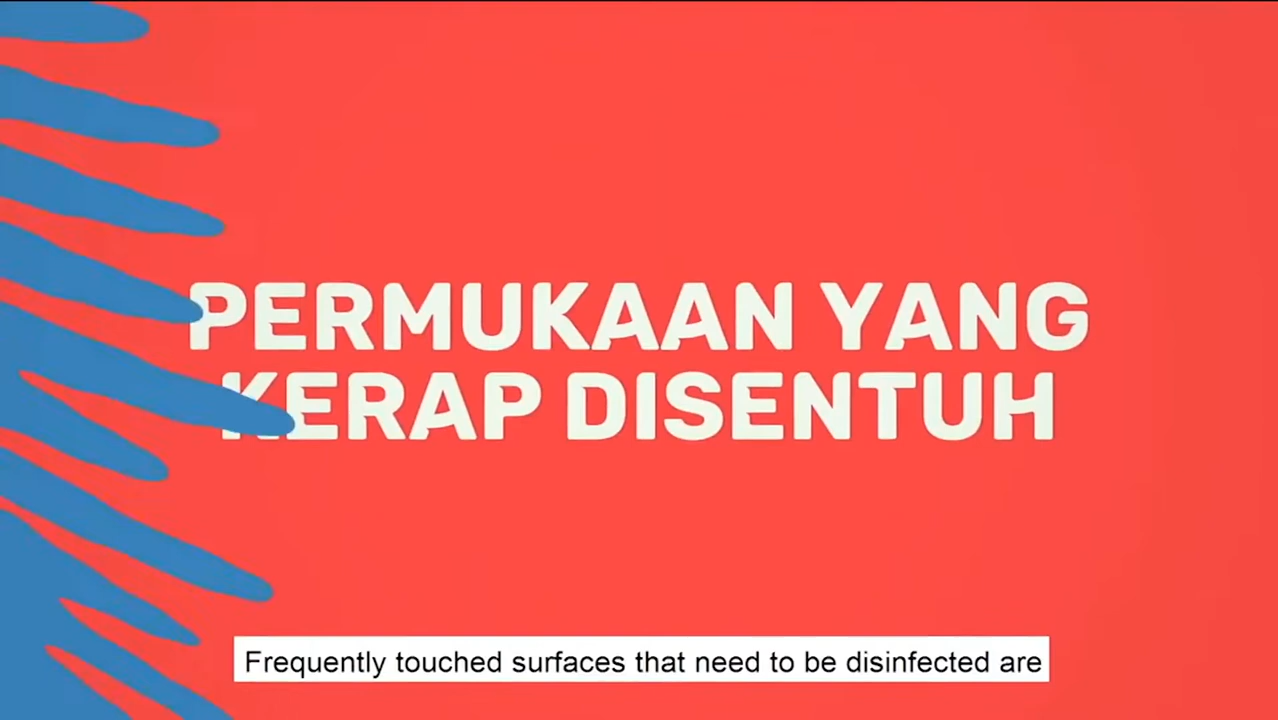 PERMUKAAN YANG
KERAP DISENTUH
Frequently touched surfaces that need to be disinfected are